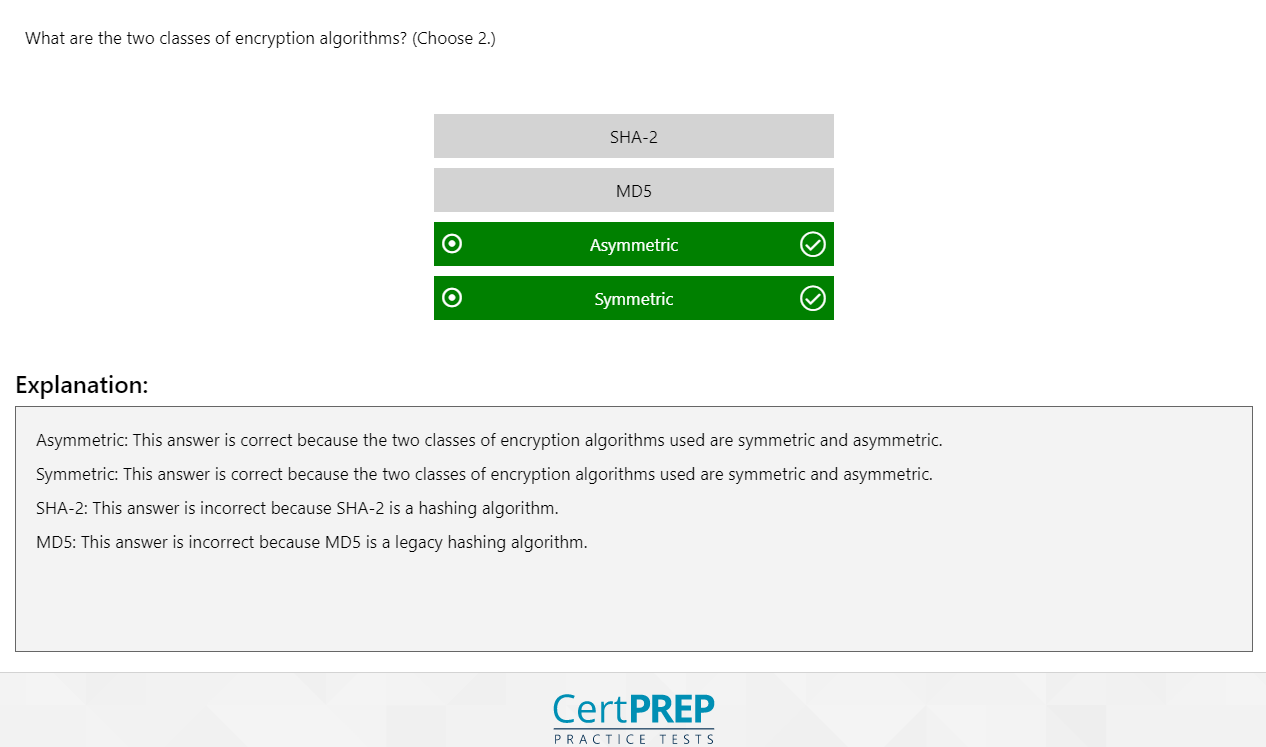 What are the two classes of encryption algorithms? (Choose 2.)
SHA-2
MD5
Asymmetric
Symmetric
Explanation:
Asymmetric: This answer is correct because the two classes of encryption algorithms used are symmetric and asymmetric.
Symmetric: This answer is correct because the two classes of encryption algorithms used are symmetric and asymmetric.
SHA-2: This answer is incorrect because SHA-2 is a hashing algorithm.
MD5: This answer is incorrect because MD5 is a legacy hashing algorithm.
CertPREP
PRACTICE TESTS